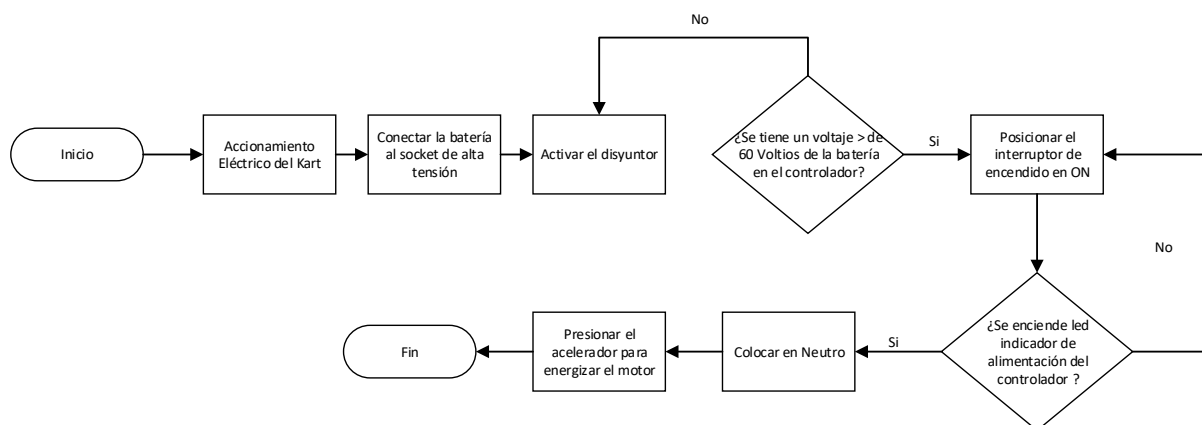 No
Inicio
Accionamiento
Eléctrico del Kart
Conectar la batería
al socket de alta
tensión
Activar el disyuntor
¿Se tiene un voltaje > de
60 Voltios de la batería
en el controlador?
Si
Posicionar el
interruptor de
encendido en ON
No
¿Se enciende led
indicador de
alimentación del
controlador ?
Si
Colocar en Neutro
Presionar el
acelerador para
energizar el motor
Fin